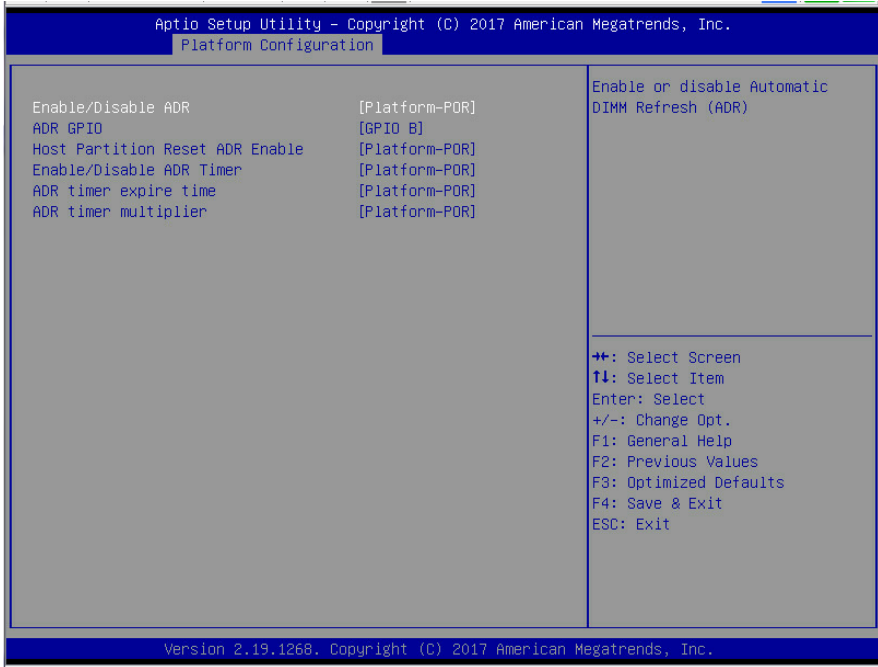 Aptio Setup Utility – Copyright (C) 2017 American Megatrends, Inc.
Platform Configuration
Enable/Disable ADR [Platform-POR]
ADR GPIO [GPIO B]
Host Partition Reset ADR Enable [Platform-POR]
Enable/Disable ADR Timer [Platform-POR]
ADR timer expire time [Platform-POR]
ADR timer multiplier [Platform-POR]
Enable or disable Automatic
DIMM Refresh (ADR)
→←: Select Screen
↑↓: Select Item
Enter: Select
+/-: Change Opt.
F1: General Help
F2: Previous Values
F3: Optimized Defaults
F4: Save & Exit
ESC: Exit
Version 2.19.1268. Copyright (C) 2017 American Megatrends, Inc.